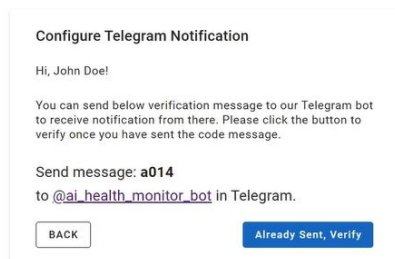 Configure Telegram Notification
Hi, John Doe!
You can send below verification message to our Telegram bot
to receive notification from there. Please click the button to
verify once you have sent the code message.
Send message: a014
to @ai_health_monitor_bot in Telegram.
BACK
Already Sent, Verify